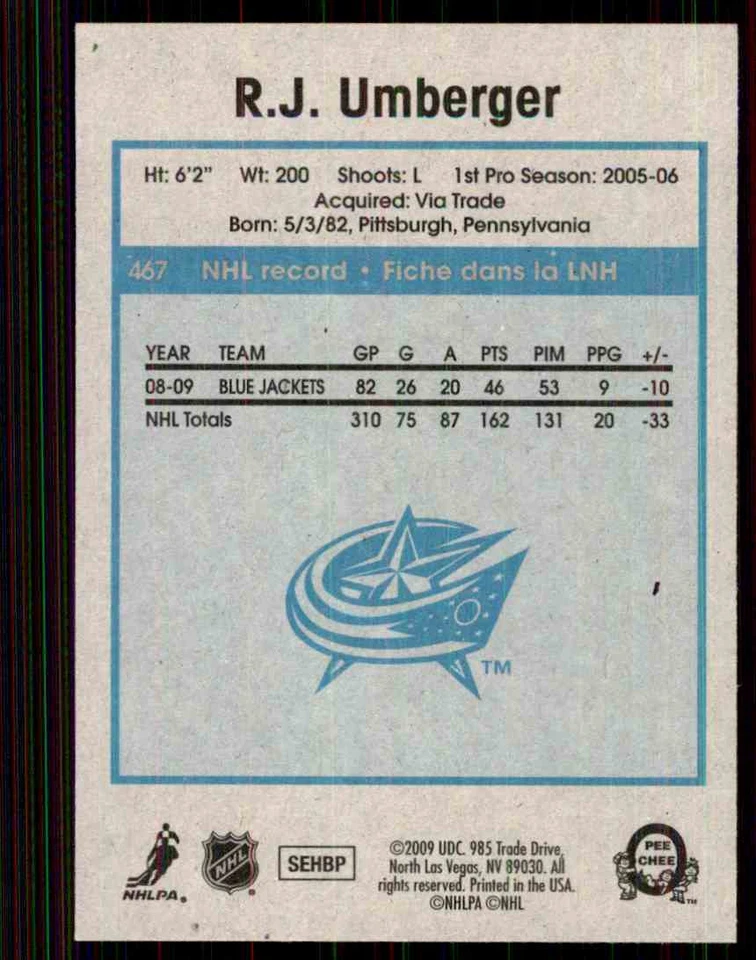 R.J. Umberger
Ht: 6'2" Wt: 200 Shoots: L 1st Pro Season: 2005-06
Acquired: Via Trade
Born: 5/3/82, Pittsburgh, Pennsylvania
467 NHL record • Fiche dans la LNH
YEAR TEAM GP G A PTS PIM PPG +/-
08-09 BLUE JACKETS 82 26 20 46 53 9 -10
NHL Totals 310 75 87 162 131 20 -33
TM
NHLPA®
NHL®
SEHBP
©2009 UDC. 985 Trade Drive,
North Las Vegas, NV 89030. All
rights reserved. Printed in the USA.
©NHLPA ©NHL
O
PEE
CHEE
TM